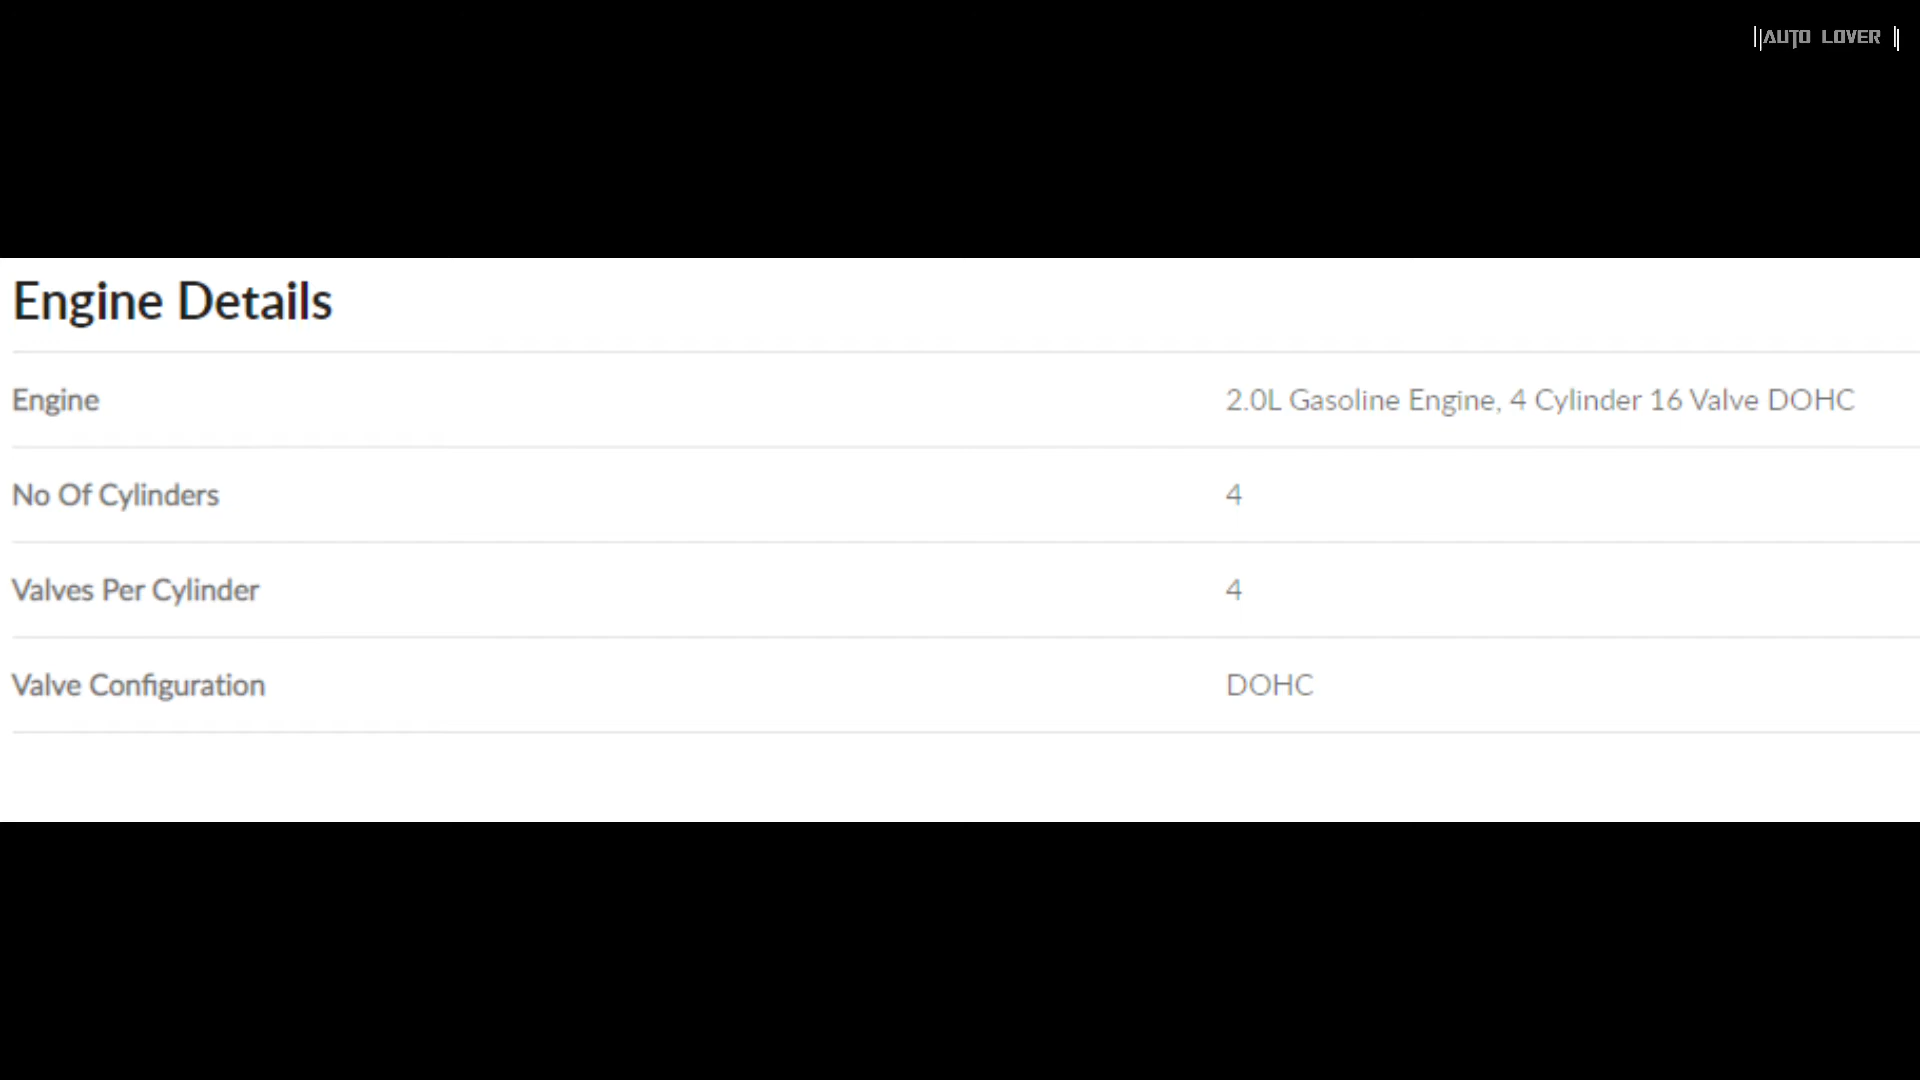 AUTO LOVER
Engine Details
Engine 2.0L Gasoline Engine, 4 Cylinder 16 Valve DOHC
No Of Cylinders 4
Valves Per Cylinder 4
Valve Configuration DOHC